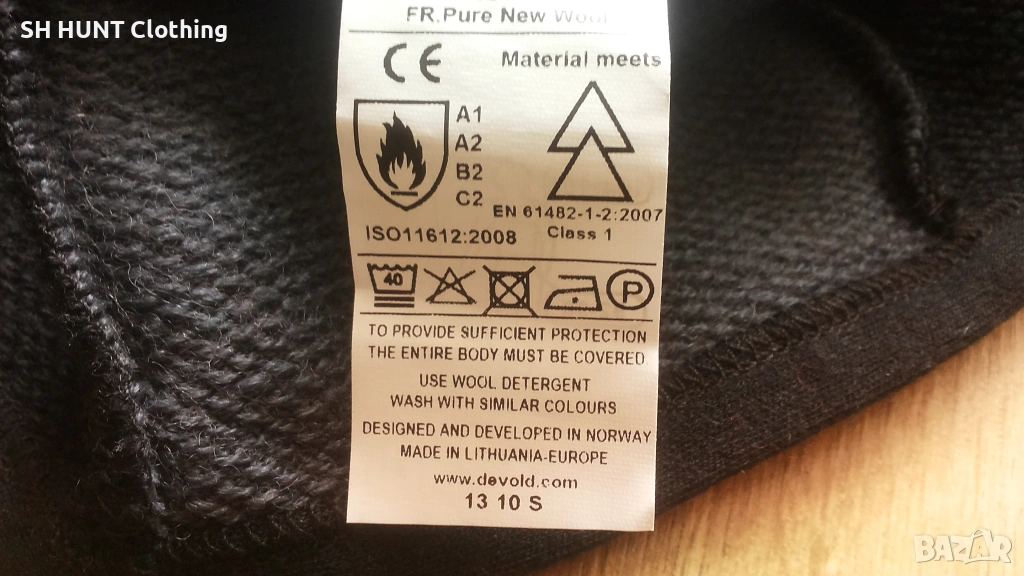 SH HUNT Clothing
FR.Pure New Wool
CE
Material meets
A1
A2
B2
C2
EN 61482-1-2:2007
Class 1
ISO11612:2008
40
P
TO PROVIDE SUFFICIENT PROTECTION
THE ENTIRE BODY MUST BE COVERED
USE WOOL DETERGENT
WASH WITH SIMILAR COLOURS
DESIGNED AND DEVELOPED IN NORWAY
MADE IN LITHUANIA-EUROPE
www.devold.com
13 10 S
BAZAR